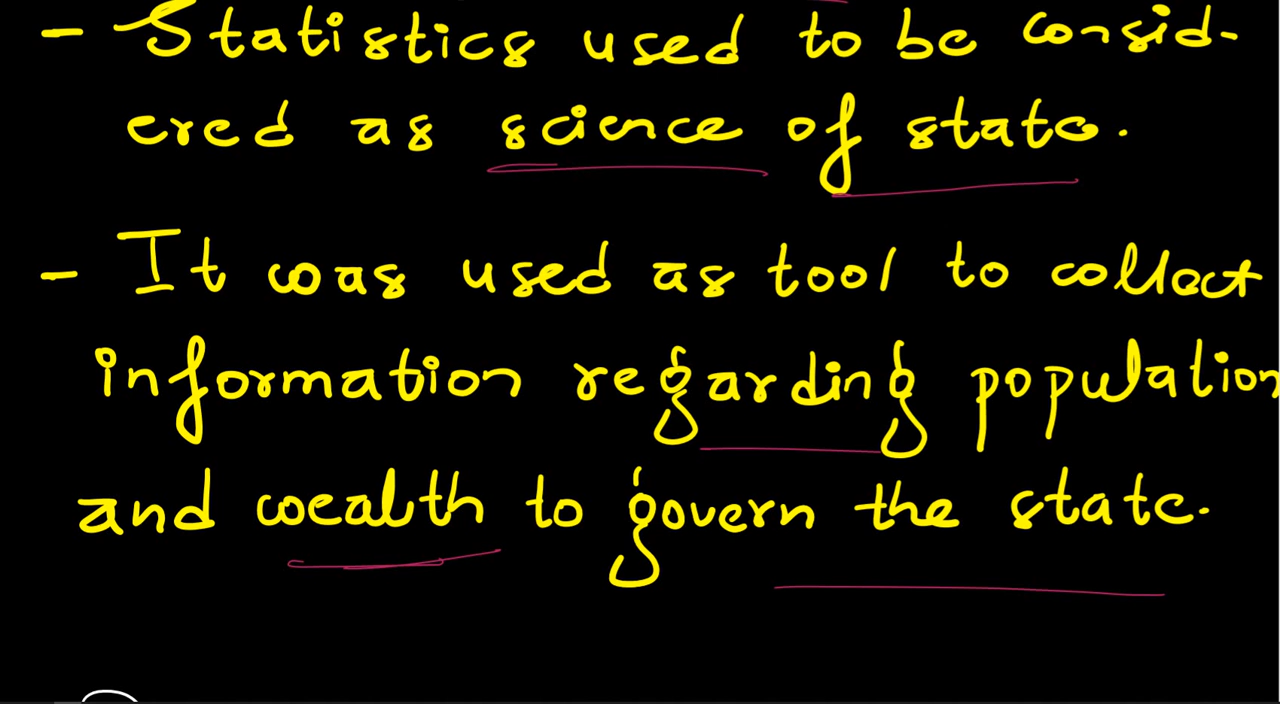 - Statistics used to be consid-
ered as science of state.
- It was used as tool to collect
information regarding population
and wealth to govern the state.